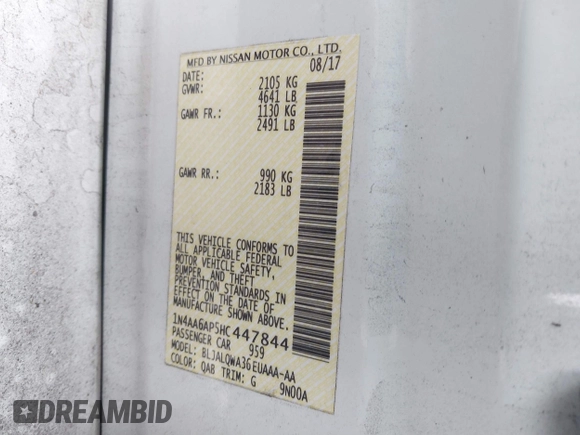 MFD BY NISSAN MOTOR CO., LTD.
DATE: 08/17
GVWR: 2105 KG
4641 LB
GAWR FR.: 1130 KG
2491 LB
GAWR RR.: 990 KG
2183 LB
THIS VEHICLE CONFORMS TO
ALL APPLICABLE FEDERAL
MOTOR VEHICLE SAFETY,
BUMPER, AND THEFT
PREVENTION STANDARDS IN
EFFECT ON THE DATE OF
MANUFACTURE SHOWN ABOVE.
1N4AA6AP5HC447844
PASSENGER CAR 959
MODEL: BL3ALQWA36EUAAA-AA
COLOR: QAB TRIM: G 9N00A
DREAMBID